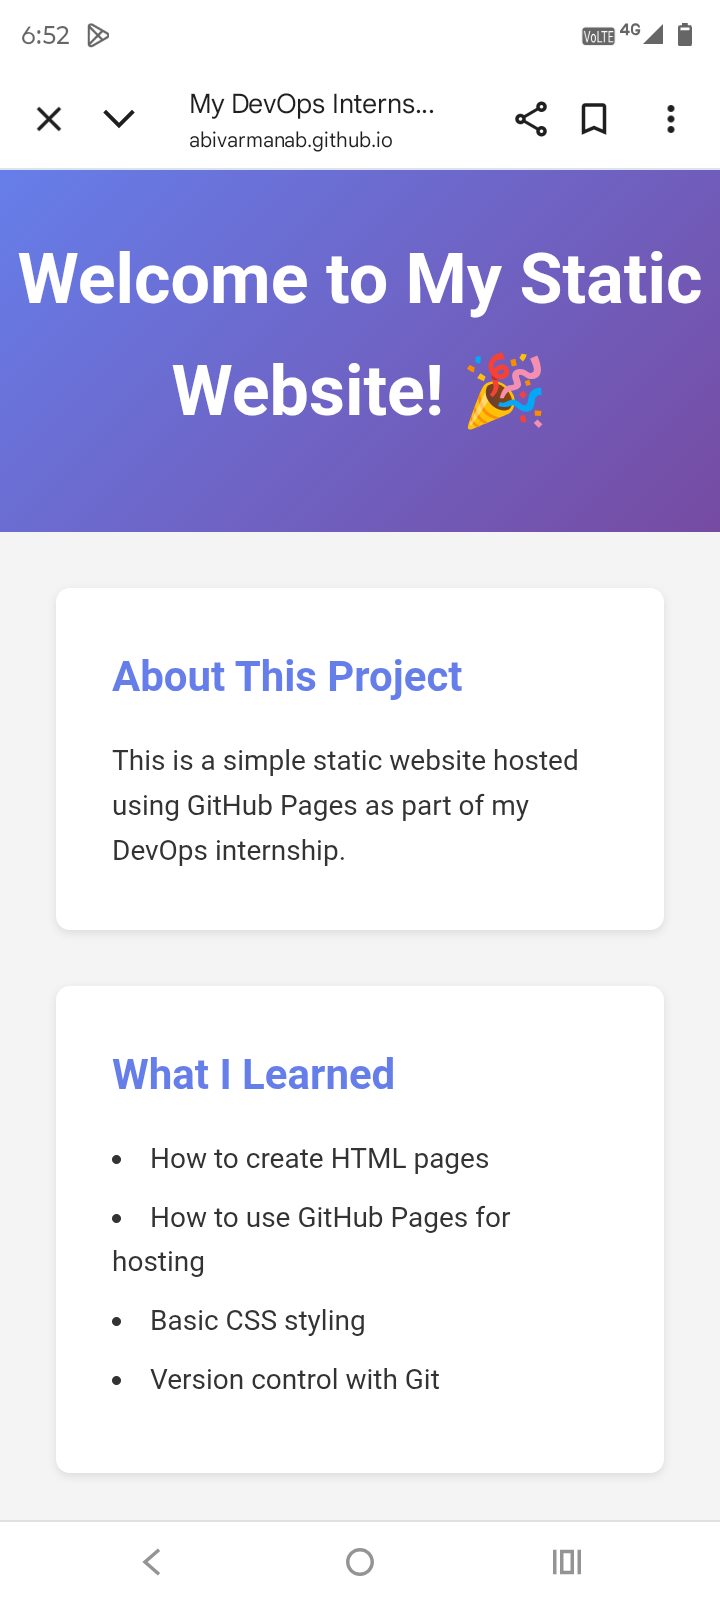 6:52
VoLTE 4G
My DevOps Interns...
abivarmanab.github.io
Welcome to My Static
Website! 🎉
About This Project
This is a simple static website hosted
using GitHub Pages as part of my
DevOps internship.
What I Learned
• How to create HTML pages
• How to use GitHub Pages for
hosting
• Basic CSS styling
• Version control with Git